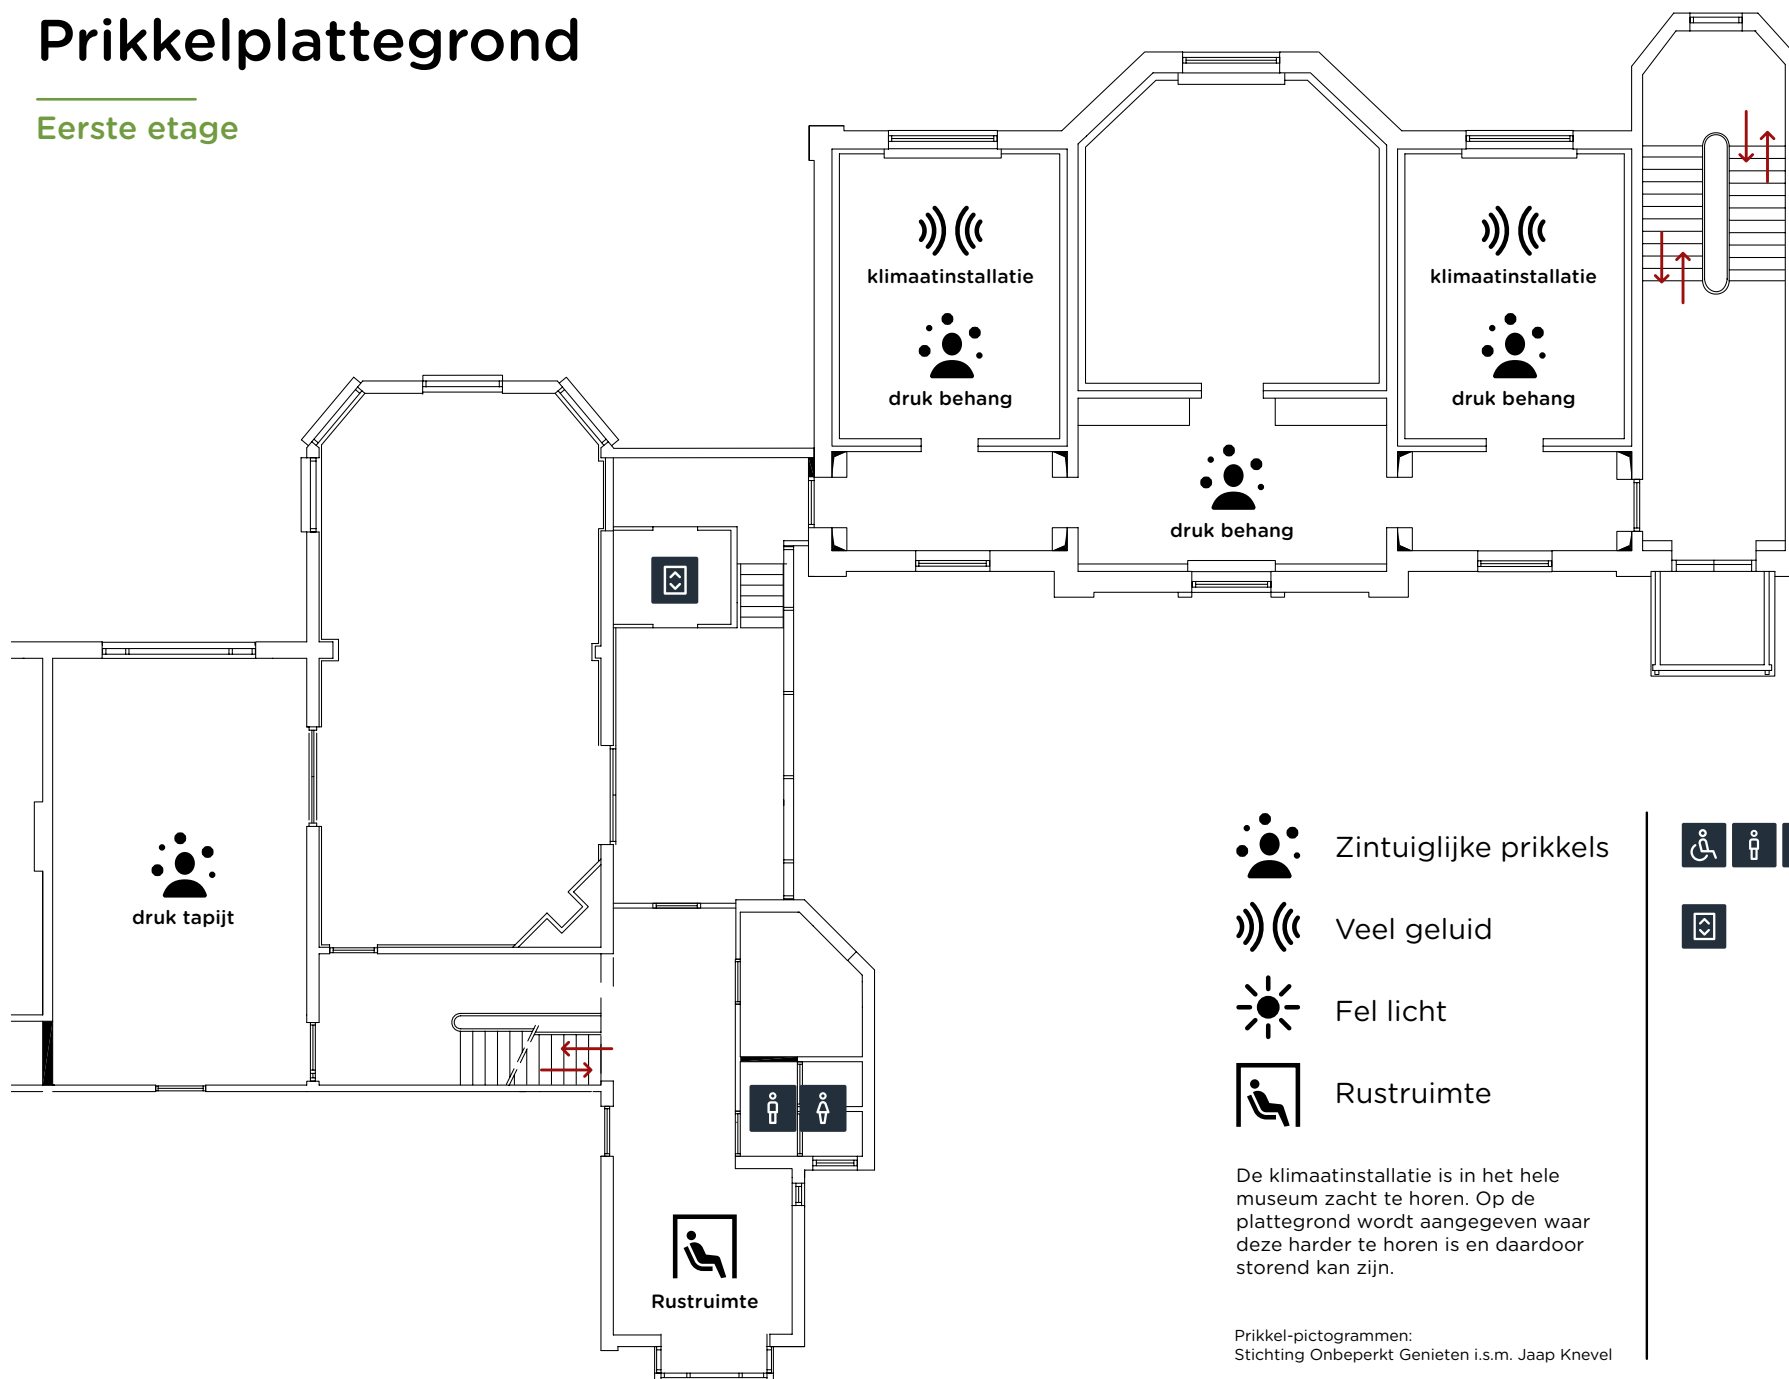 Prikkelplattegrond
Eerste etage
klimaatinstallatie
druk behang
klimaatinstallatie
druk behang
druk behang
druk tapijt
Rustruimte
Zintuiglijke prikkels
Veel geluid
Fel licht
Rustruimte
De klimaatinstallatie is in het hele
museum zacht te horen. Op de
plattegrond wordt aangegeven waar
deze harder te horen is en daardoor
storend kan zijn.
Prikkel-pictogrammen:
Stichting Onbeperkt Genieten i.s.m. Jaap Knevel